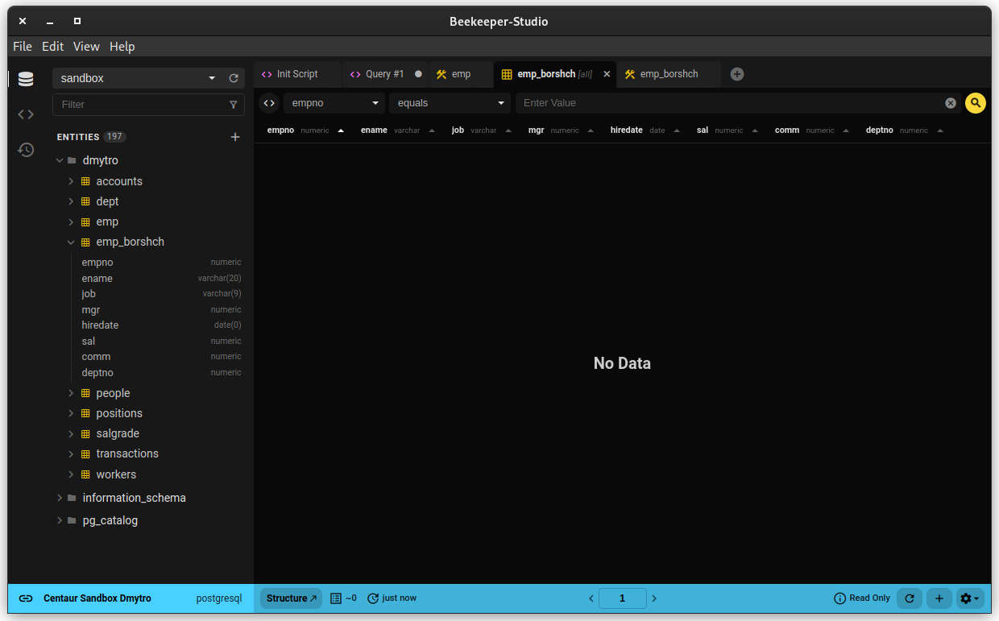 Beekeeper-Studio
File Edit View Help
sandbox
Filter
ENTITIES 197
dmytro
accounts
dept
emp
emp_borshch
empno numeric
ename varchar(20)
job varchar(9)
mgr numeric
hiredate date(0)
sal numeric
comm numeric
deptno numeric
people
positions
salgrade
transactions
workers
information_schema
pg_catalog
Init Script Query #1 emp emp_borshch [all] emp_borshch
empno equals Enter Value
empno numeric ename varchar job varchar mgr numeric hiredate date sal numeric comm numeric deptno numeric
No Data
Centaur Sandbox Dmytro postgresql Structure ~0 just now 1 Read Only